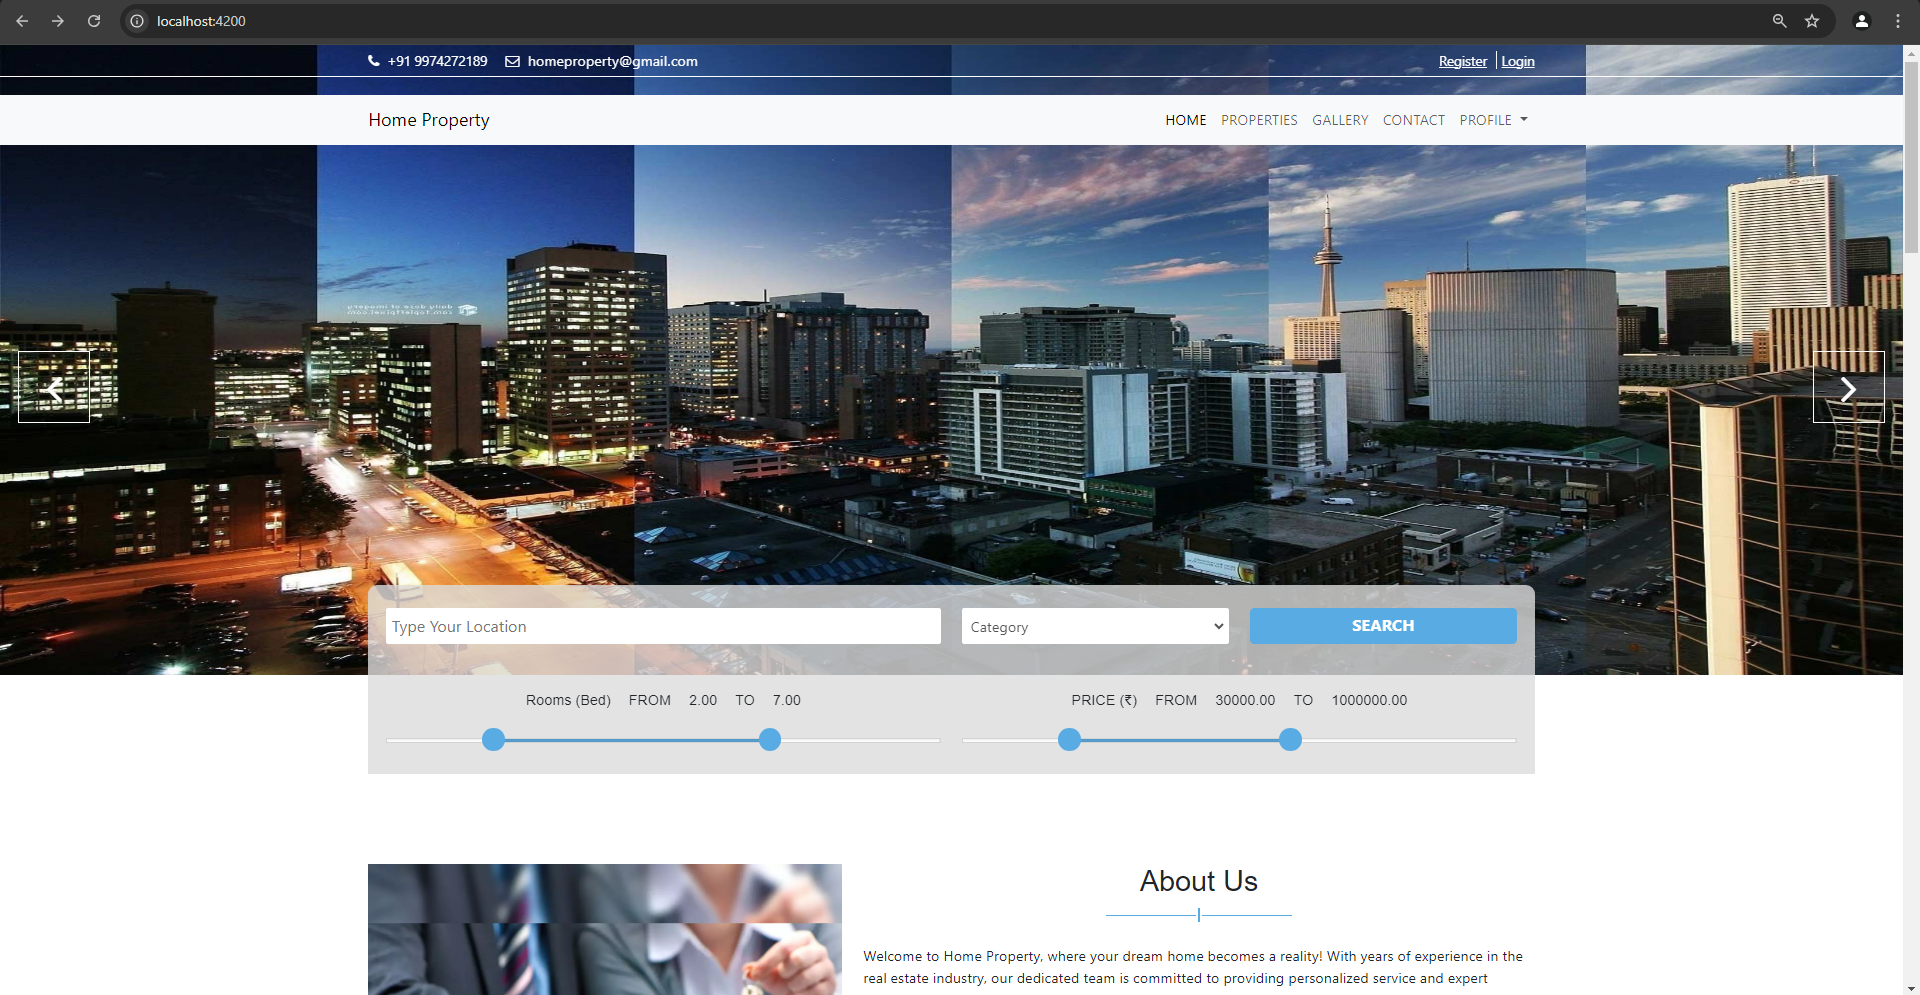 localhost:4200
+91 9974272189 homeproperty@gmail.com Register Login
Home Property HOME PROPERTIES GALLERY CONTACT PROFILE
Type Your Location Category SEARCH
Rooms (Bed) FROM 2.00 TO 7.00 PRICE (₹) FROM 30000.00 TO 1000000.00
About Us
Welcome to Home Property, where your dream home becomes a reality! With years of experience in the
real estate industry, our dedicated team is committed to providing personalized service and expert